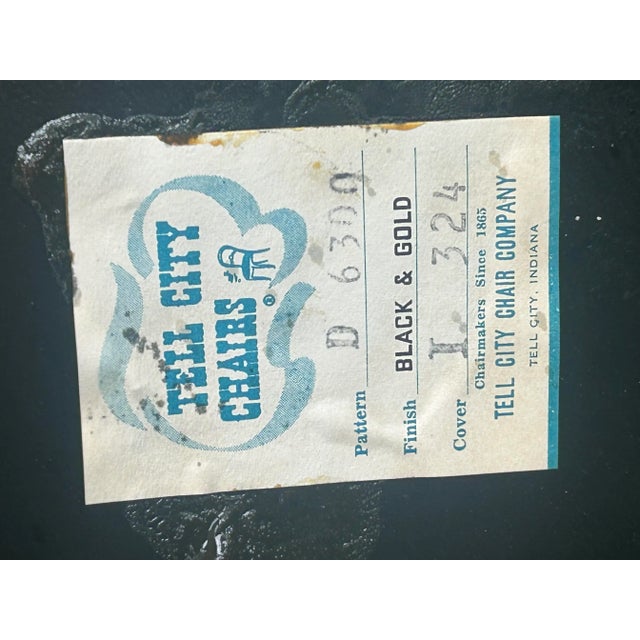 TELL CITY
CHAIRS®
Pattern D 6300
Finish BLACK & GOLD
Cover I 324
Chairmakers Since 1865
TELL CITY CHAIR COMPANY
TELL CITY, INDIANA